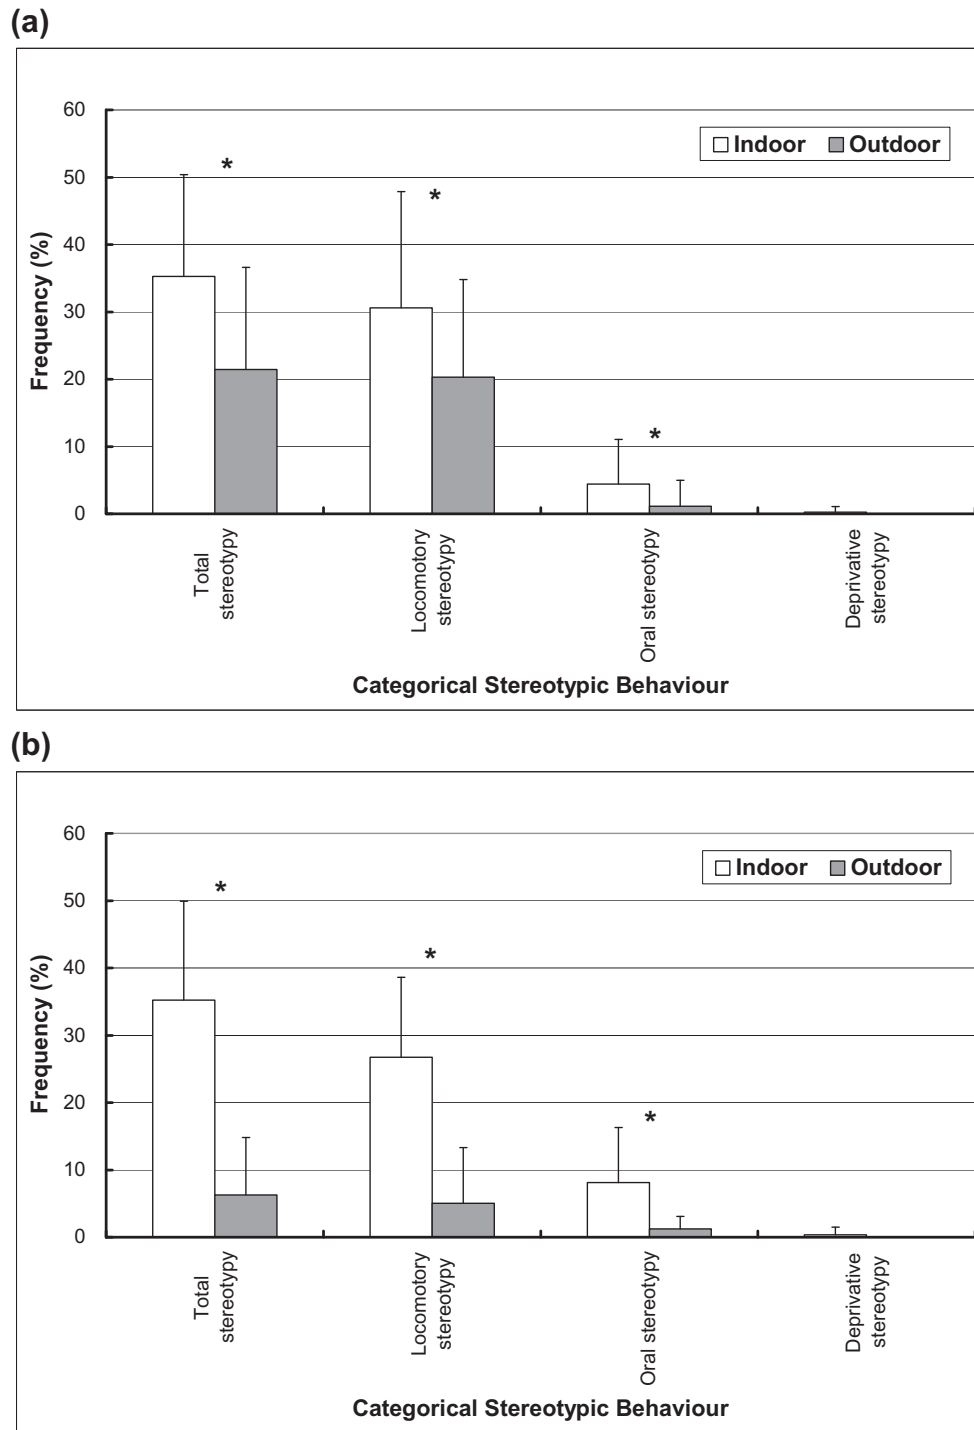 (a)
60
50
40
30
20
10
0
Frequency (%)
Indoor Outdoor
*
*
*
Total
stereotypy
Locomotory
stereotypy
Oral stereotypy
Deprivative
stereotypy
Categorical Stereotypic Behaviour
(b)
60
50
40
30
20
10
0
Frequency (%)
Indoor Outdoor
*
*
*
Total
stereotypy
Locomotory
stereotypy
Oral stereotypy
Deprivative
stereotypy
Categorical Stereotypic Behaviour